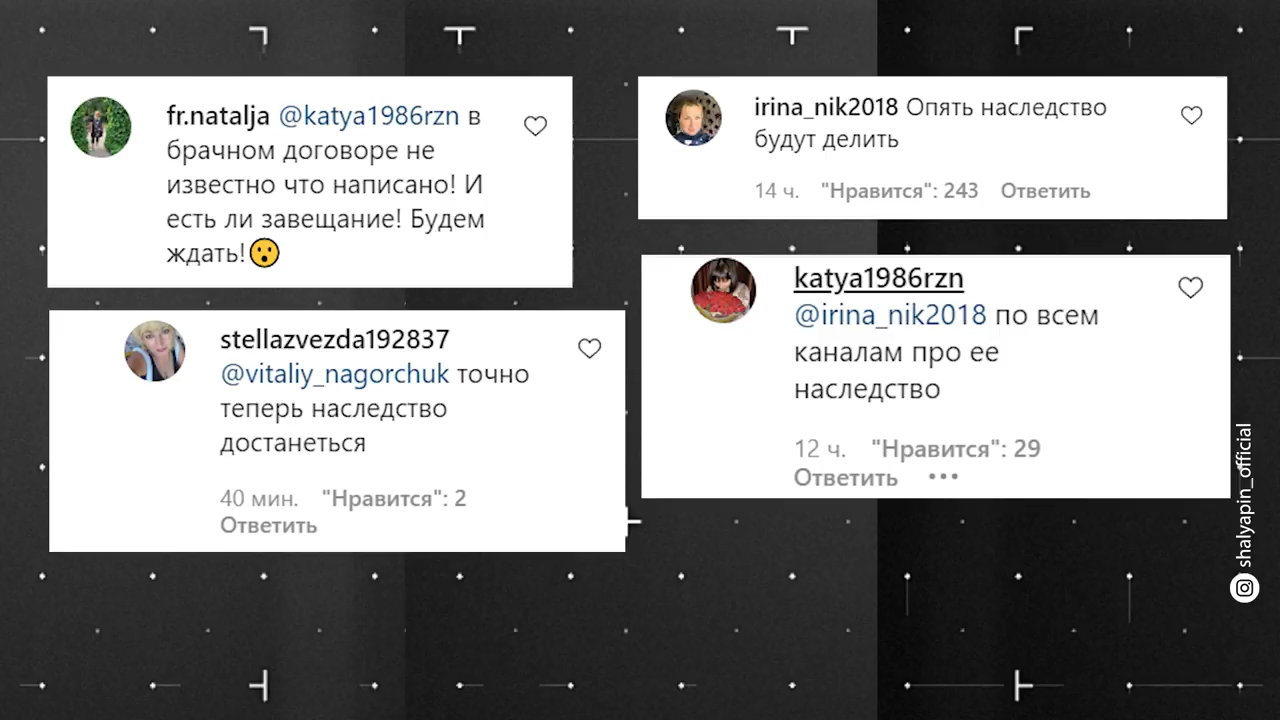 fr.natalja @katya1986rzn в
брачном договоре не
известно что написано! И
есть ли завещание! Будем
ждать!😮
stellazvezda192837
@vitaliy_nagorchuk точно
теперь наследство
достанеться
40 мин. "Нравится": 2
Ответить
irina_nik2018 Опять наследство
будут делить
14 ч. "Нравится": 243 Ответить
katya1986rzn
@irina_nik2018 по всем
каналам про ее
наследство
12 ч. "Нравится": 29
Ответить •••
shalyapin_official